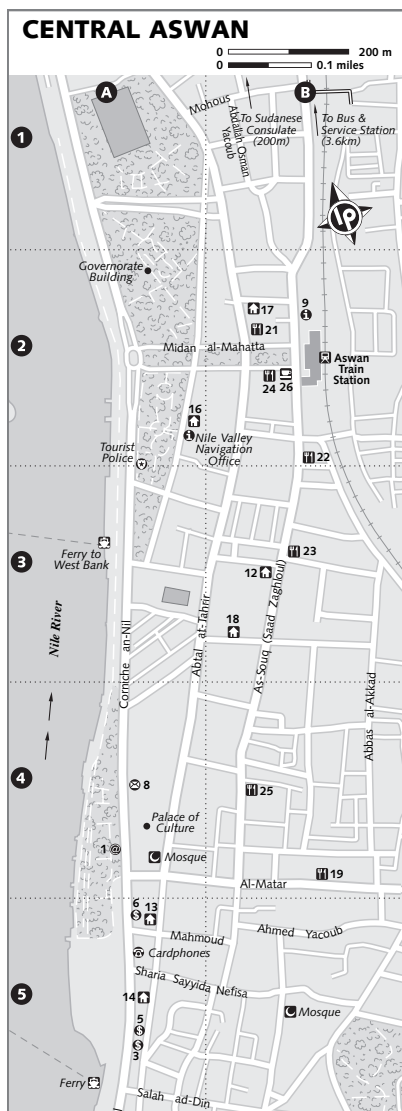 CENTRAL ASWAN
0 200 m
0 0.1 miles
A
B
1
Mohous
Abdallah Osman
Yacoub
To Sudanese
Consulate
(200m)
To Bus &
Service Station
(3.6km)
Governorate
Building
17
9
21
2
Midan al-Mahatta
Aswan
Train
Station
24
26
16
Nile Valley
Navigation
Office
Tourist
Police
22
Ferry to
West Bank
3
23
12
18
Nile River
Corniche an-Nil
Abtal at-Tahrir
As-Souq (Saad Zaghloul)
Abbas al-Akkad
4
8
25
Palace of
Culture
1
Mosque
19
Al-Matar
6
13
Mahmoud
Ahmed Yacoub
Cardphones
Sharia Sayyida Nefisa
5
14
Mosque
5
3
Ferry
Salah ad-Din